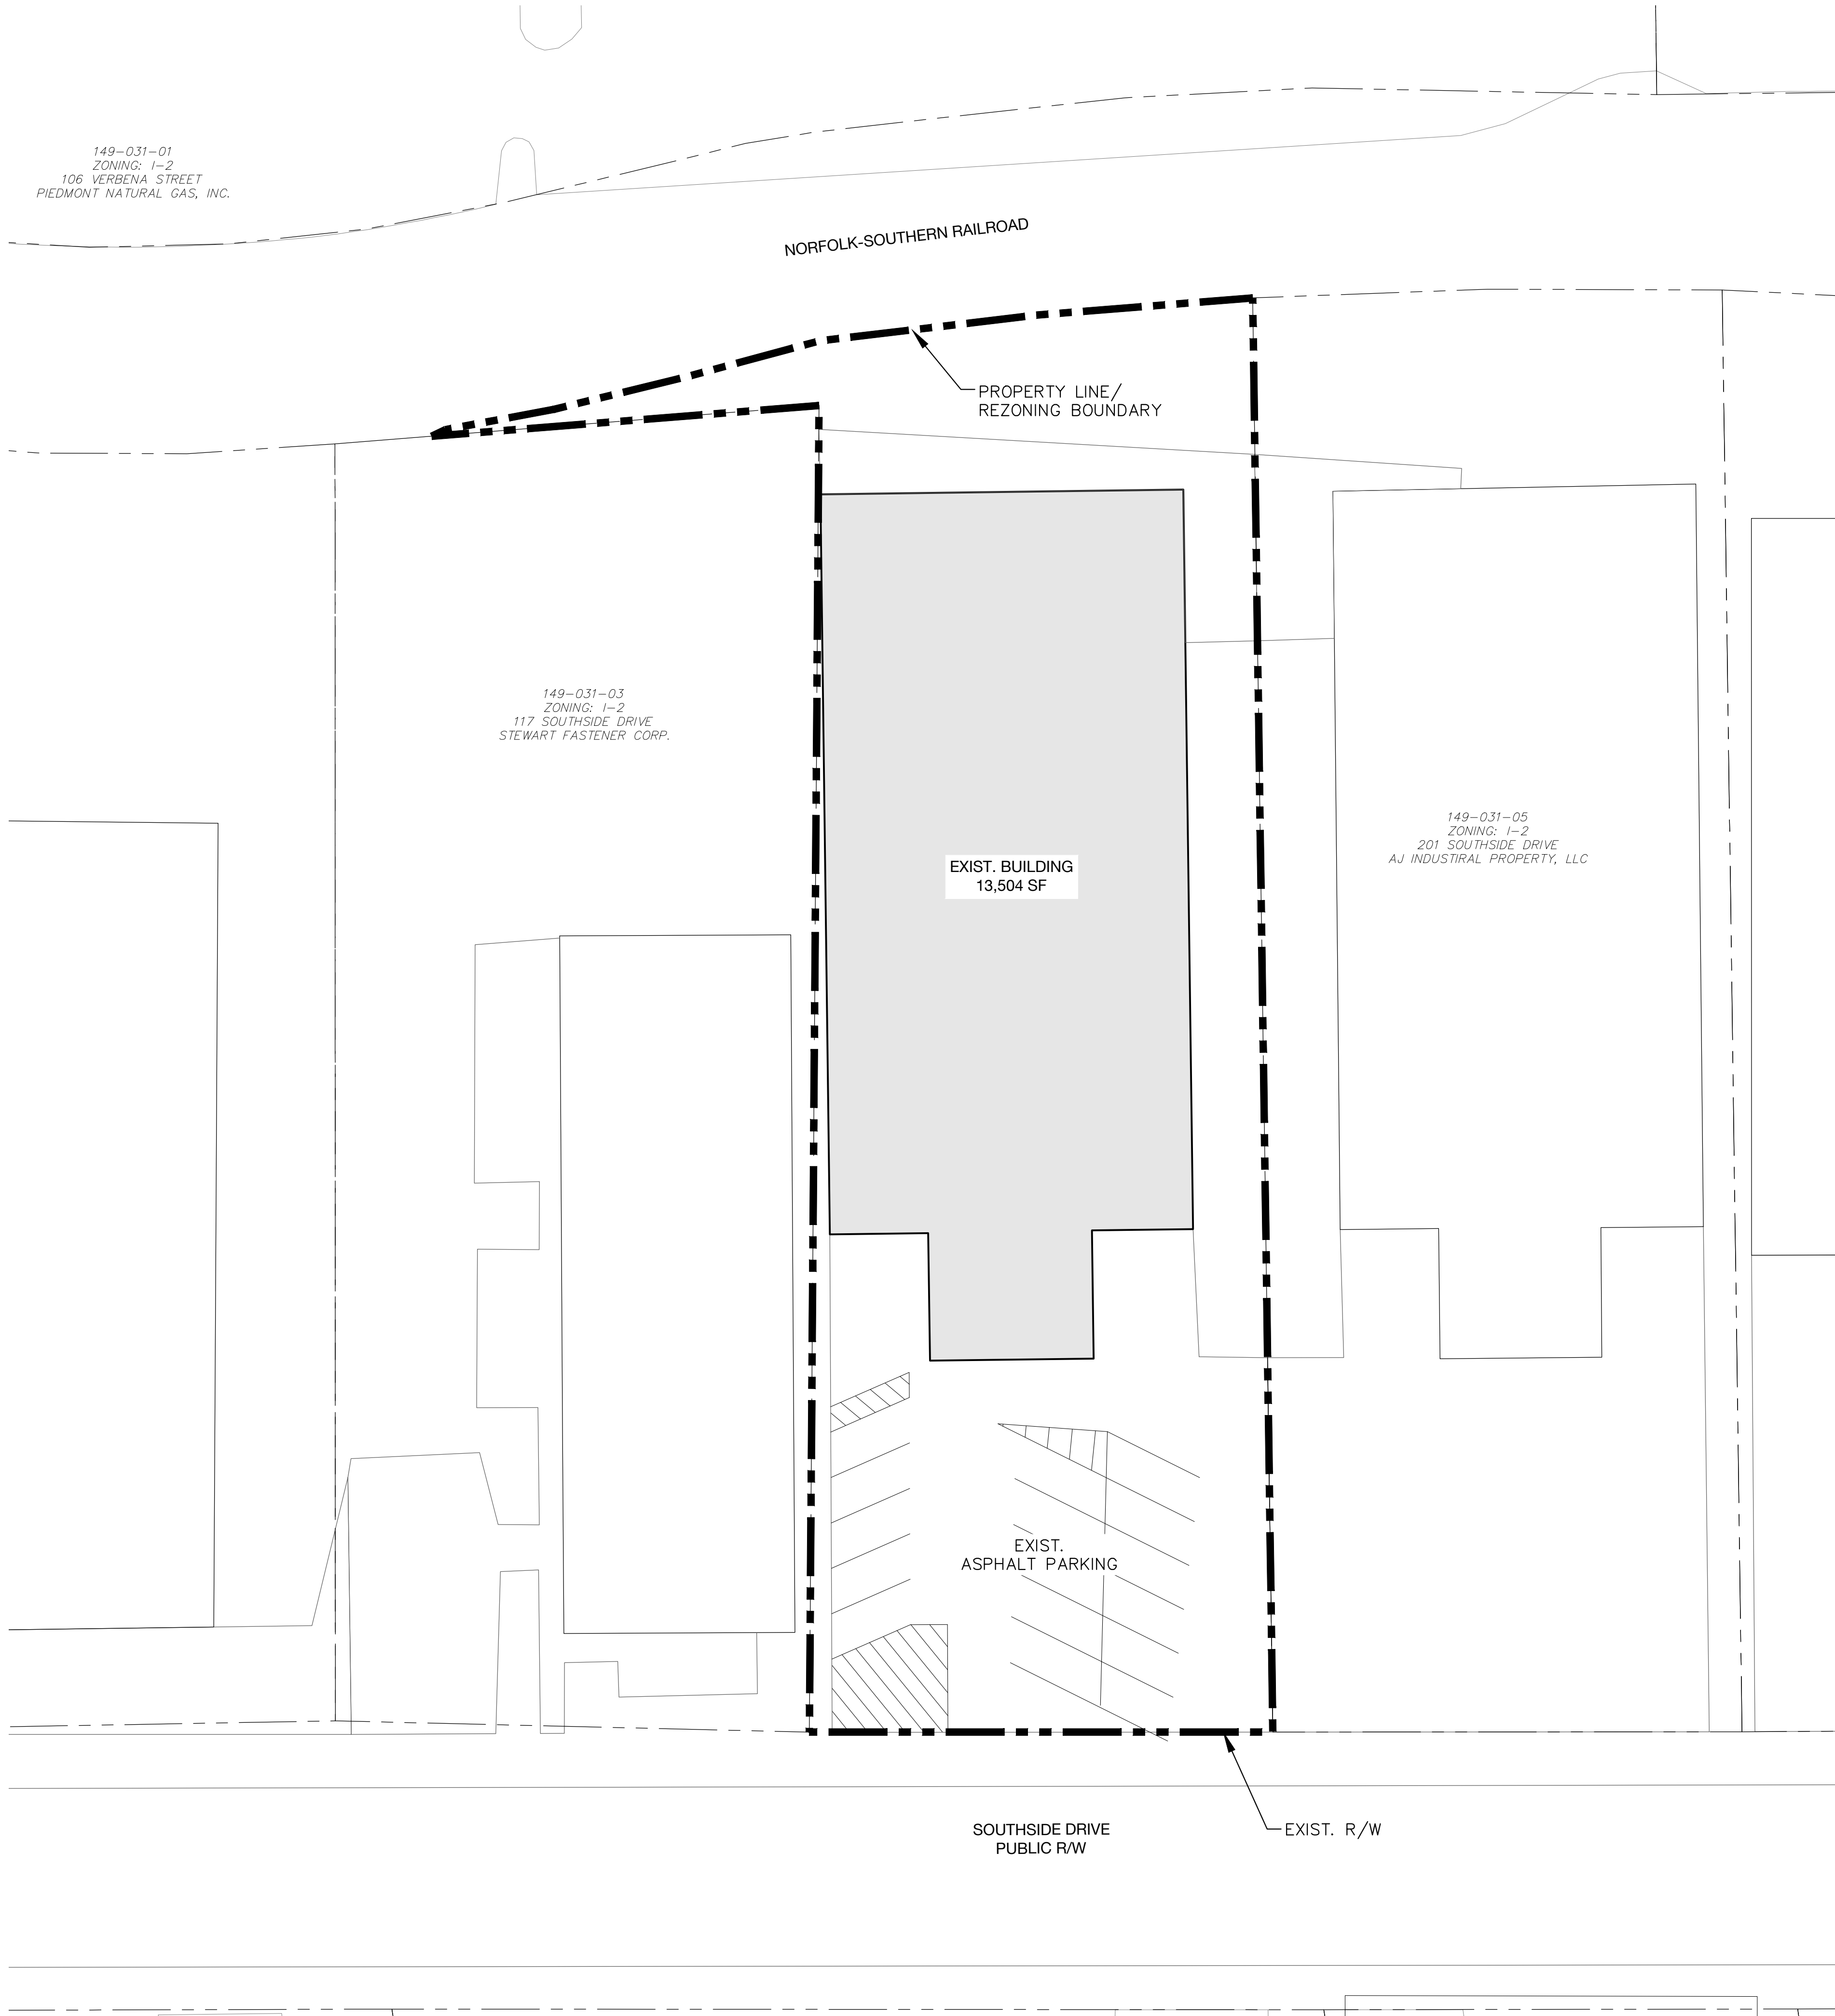 149-031-01
ZONING: I-2
106 VERBENA STREET
PIEDMONT NATURAL GAS, INC.
NORFOLK-SOUTHERN RAILROAD
PROPERTY LINE/
REZONING BOUNDARY
149-031-03
ZONING: I-2
117 SOUTHSIDE DRIVE
STEWART FASTENER CORP.
149-031-05
ZONING: I-2
201 SOUTHSIDE DRIVE
AJ INDUSTIRAL PROPERTY, LLC
EXIST. BUILDING
13,504 SF
EXIST.
ASPHALT PARKING
SOUTHSIDE DRIVE
PUBLIC R/W
EXIST. R/W